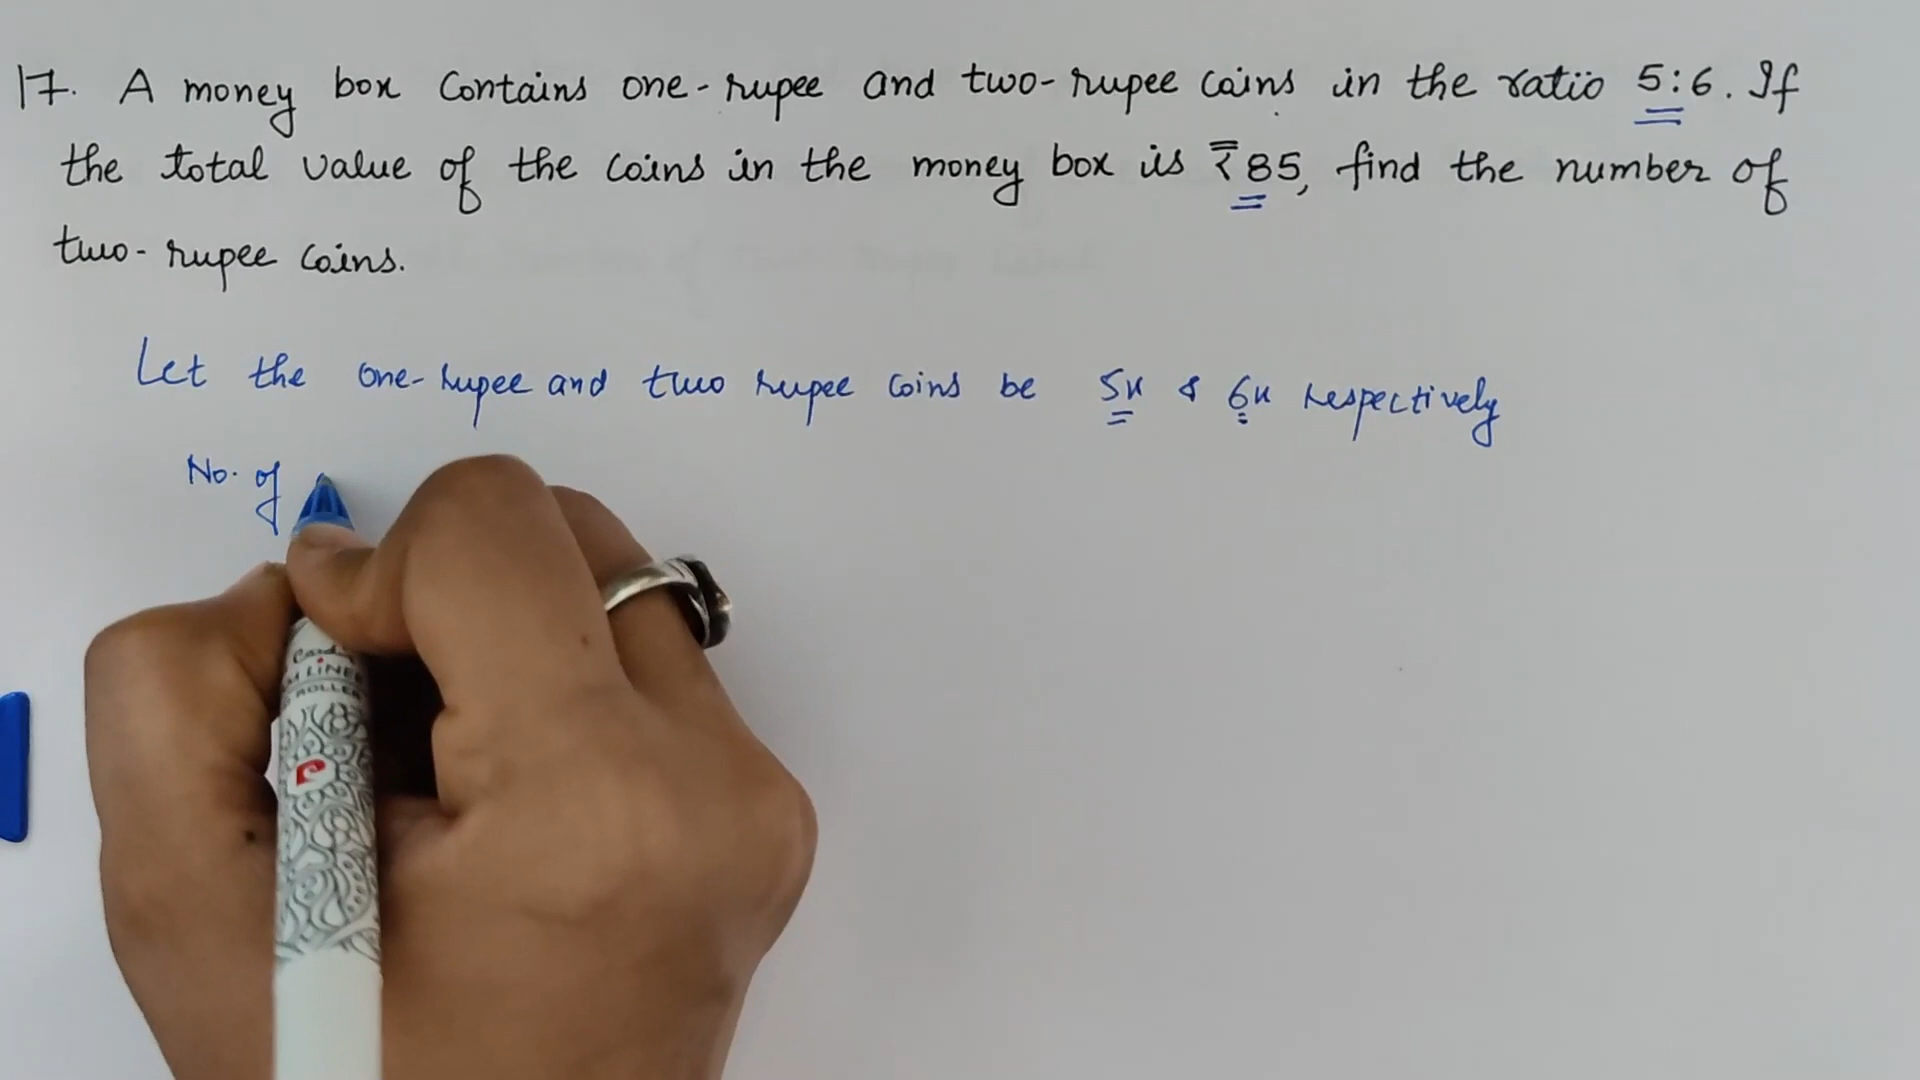 17. A money box contains one-rupee and two-rupee coins in the ratio 5:6. If
the total value of the coins in the money box is ₹85, find the number of
two-rupee coins.
Let the one-rupee and two rupee coins be 5x & 6x respectively
No. of
LINER
ROLLER